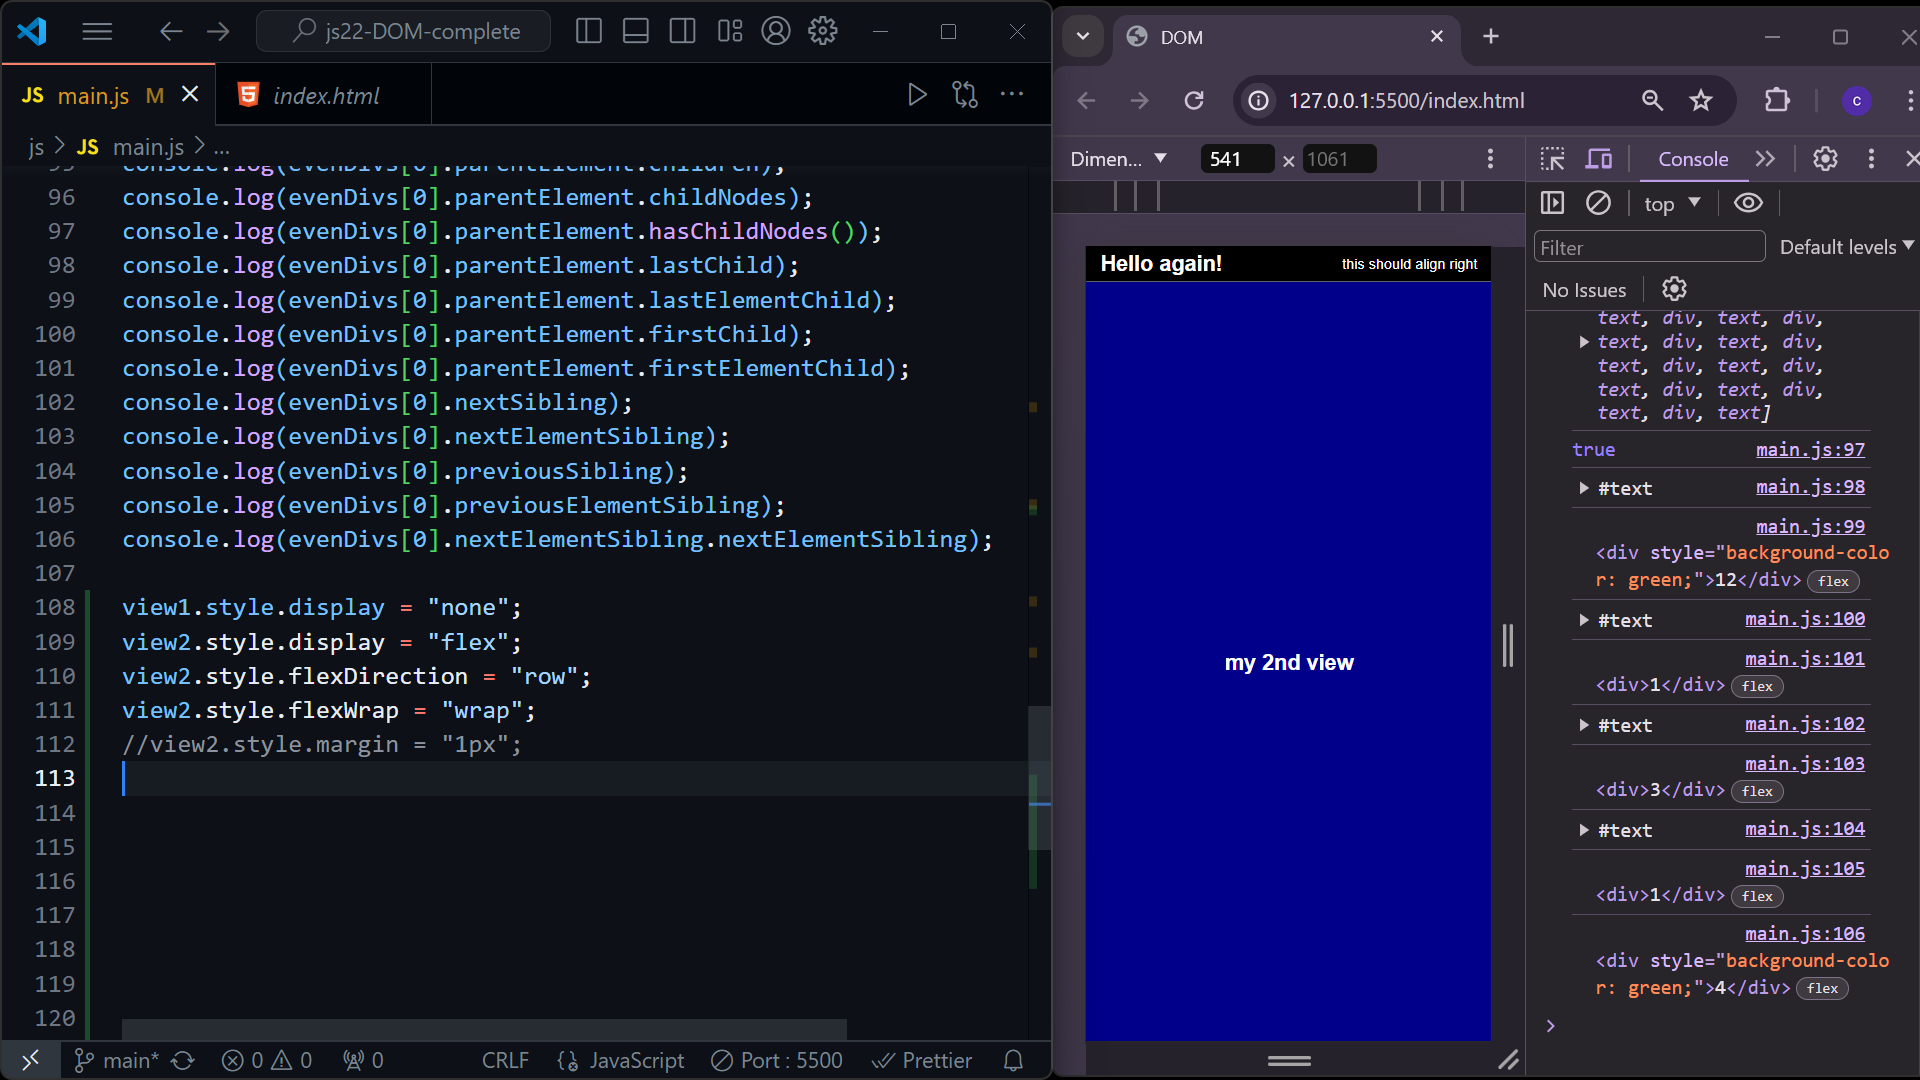 js22-DOM-complete
JS main.js M
index.html
js > JS main.js > ...
95 console.log(evenDivs[0].parentElement.children);
96 console.log(evenDivs[0].parentElement.childNodes);
97 console.log(evenDivs[0].parentElement.hasChildNodes());
98 console.log(evenDivs[0].parentElement.lastChild);
99 console.log(evenDivs[0].parentElement.lastElementChild);
100 console.log(evenDivs[0].parentElement.firstChild);
101 console.log(evenDivs[0].parentElement.firstElementChild);
102 console.log(evenDivs[0].nextSibling);
103 console.log(evenDivs[0].nextElementSibling);
104 console.log(evenDivs[0].previousSibling);
105 console.log(evenDivs[0].previousElementSibling);
106 console.log(evenDivs[0].nextElementSibling.nextElementSibling);
107
108 view1.style.display = "none";
109 view2.style.display = "flex";
110 view2.style.flexDirection = "row";
111 view2.style.flexWrap = "wrap";
112 //view2.style.margin = "1px";
113
114
115
116
117
118
119
120
main* 0 0 0 CRLF JavaScript Port : 5500 Prettier
DOM
127.0.0.1:5500/index.html
c
Dimen... 541 × 1061
Hello again! this should align right
my 2nd view
Console
top
Filter Default levels
No Issues
text, div, text, div,
text, div, text, div,
text, div, text, div,
text, div, text, div,
text, div, text]
true main.js:97
#text main.js:98
main.js:99
<div style="background-colo
r: green;">12</div> flex
#text main.js:100
main.js:101
<div>1</div> flex
#text main.js:102
main.js:103
<div>3</div> flex
#text main.js:104
main.js:105
<div>1</div> flex
main.js:106
<div style="background-colo
r: green;">4</div> flex